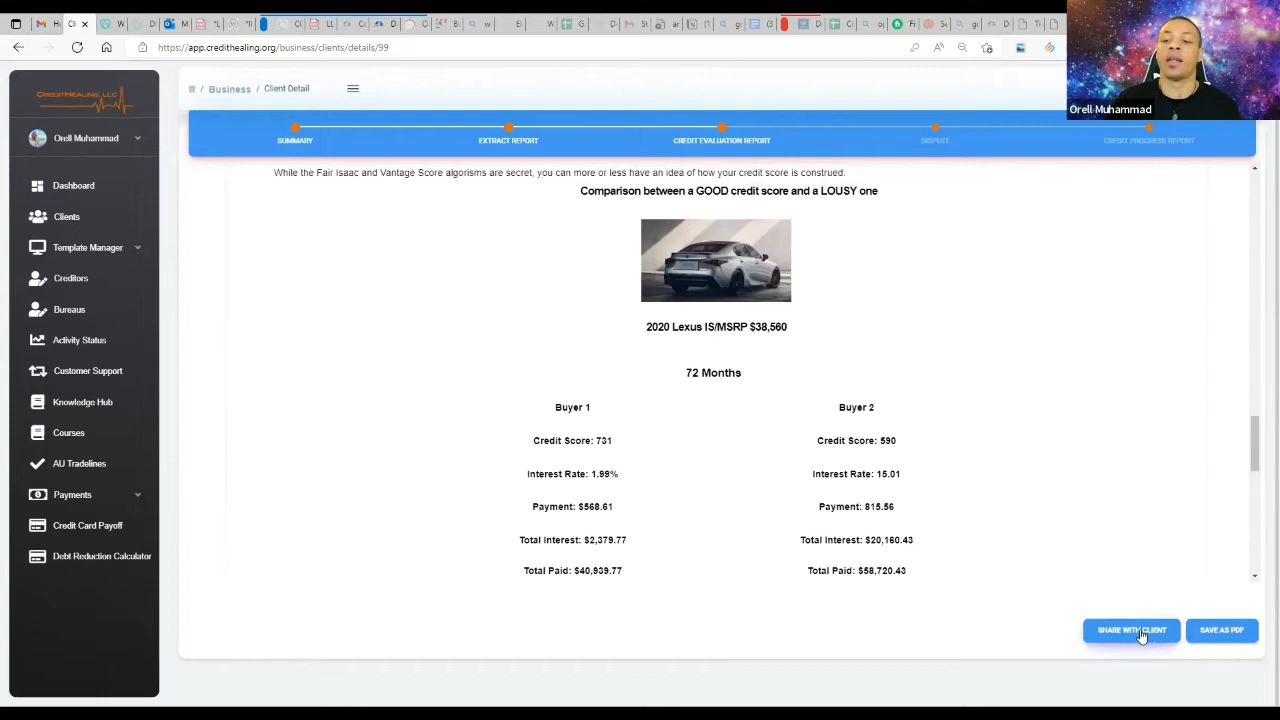 https://app.credithealing.org/business/clients/details/99
Orell Muhammad
CREDITHEALING, LLC
Business / Client Detail
Orell Muhammad
SUMMARY
EXTRACT REPORT
CREDIT EVALUATION REPORT
DISPUTE
CREDIT PROGRESS REPORT
Dashboard
Clients
Template Manager
Creditors
Bureaus
Activity Status
Customer Support
Knowledge Hub
Courses
AU Tradelines
Payments
Credit Card Payoff
Debt Reduction Calculator
While the Fair Isaac and Vantage Score algorisms are secret, you can more or less have an idea of how your credit score is construed:
Comparison between a GOOD credit score and a LOUSY one
2020 Lexus IS/MSRP $38,560
72 Months
Buyer 1
Buyer 2
Credit Score: 731
Credit Score: 590
Interest Rate: 1.99%
Interest Rate: 15.01
Payment: $568.61
Payment: 815.56
Total Interest: $2,379.77
Total Interest: $20,160.43
Total Paid: $40,939.77
Total Paid: $58,720.43
SHARE WITH CLIENT
SAVE AS PDF